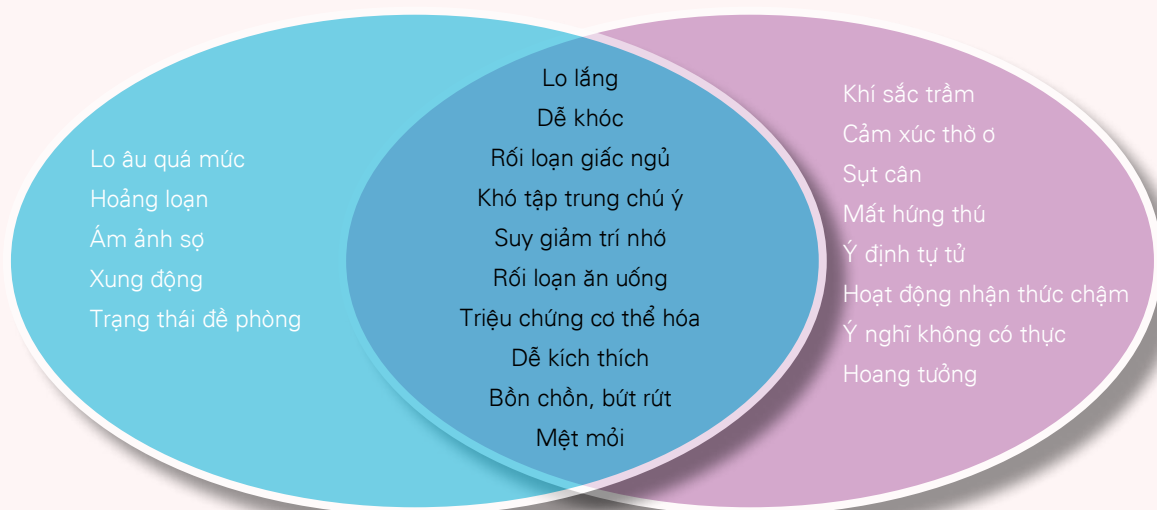 Lo âu quá mức
Hoảng loạn
Ám ảnh sợ
Xung động
Trạng thái đề phòng
Lo lắng
Dễ khóc
Rối loạn giấc ngủ
Khó tập trung chú ý
Suy giảm trí nhớ
Rối loạn ăn uống
Triệu chứng cơ thể hóa
Dễ kích thích
Bồn chồn, bứt rứt
Mệt mỏi
Khí sắc trầm
Cảm xúc thờ ơ
Sụt cân
Mất hứng thú
Ý định tự tử
Hoạt động nhận thức chậm
Ý nghĩ không có thực
Hoang tưởng